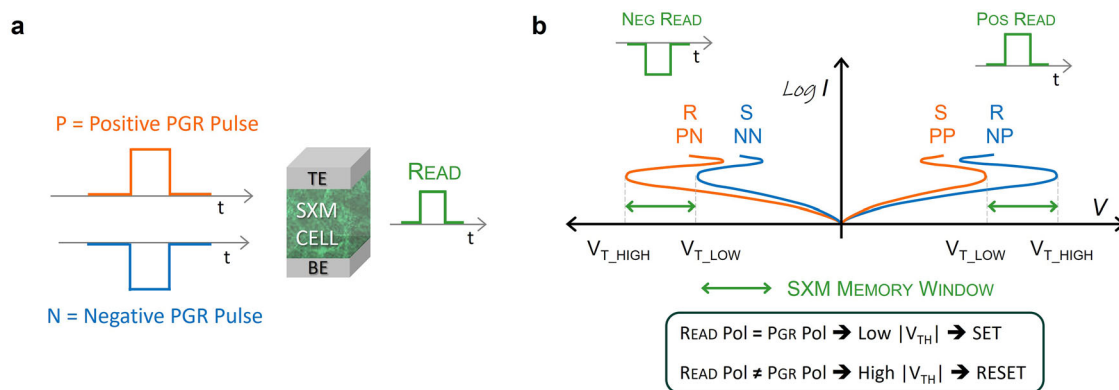 a
P = Positive PGR Pulse
t
TE
SXM
CELL
BE
READ
t
t
N = Negative PGR Pulse
b
NEG READ
t
POS READ
t
Log I
R
PN
S
NN
S
PP
R
NP
V
V_T_HIGH
V_T_LOW
V_T_LOW
V_T_HIGH
SXM MEMORY WINDOW
READ Pol = PGR Pol ➔ Low |V_TH| ➔ SET
READ Pol ≠ PGR Pol ➔ High |V_TH| ➔ RESET